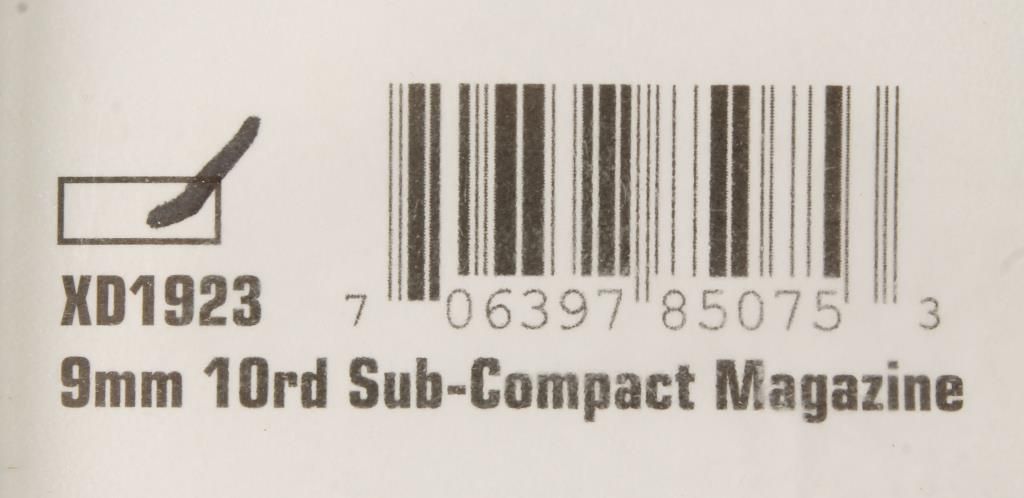 XD1923
7 06397 85075 3
9mm 10rd Sub-Compact Magazine